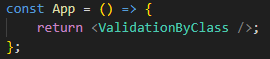 const App = () => {
    return <ValidationByClass />;
};